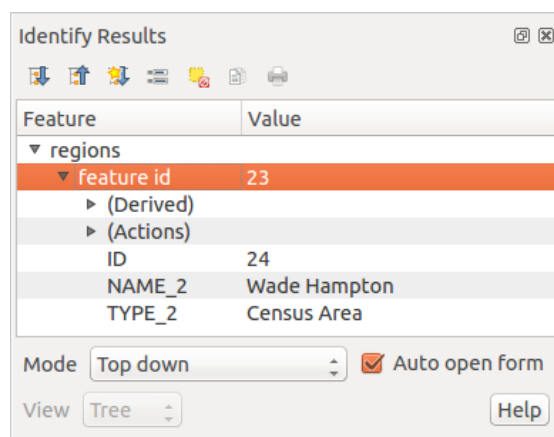 Identify Results
Feature Value
regions
feature id 23
(Derived)
(Actions)
ID 24
NAME_2 Wade Hampton
TYPE_2 Census Area
Mode Top down Auto open form
View Tree Help